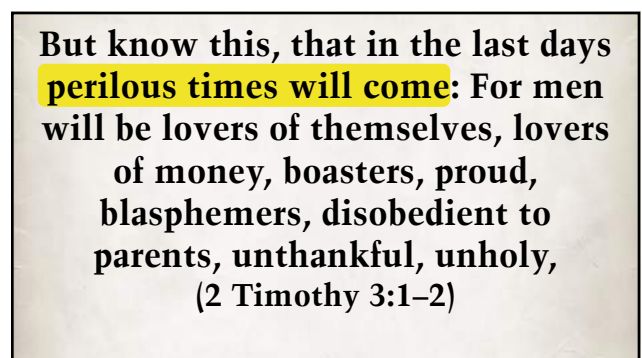 But know this, that in the last days
perilous times will come: For men
will be lovers of themselves, lovers
of money, boasters, proud,
blasphemers, disobedient to
parents, unthankful, unholy,
(2 Timothy 3:1–2)